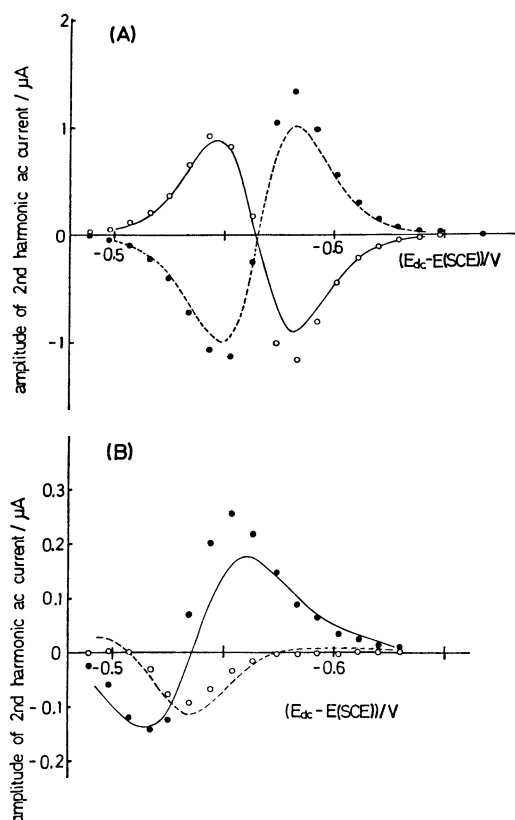 (A)
amplitude of 2nd harmonic ac current / µA
1
0
-1
-0.5
-0.6
(Edc-E(SCE))/V
(B)
amplitude of 2nd harmonic ac current / µA
0.3
0.2
0.1
0
-0.1
-0.2
-0.5
-0.6
(Edc-E(SCE))/V